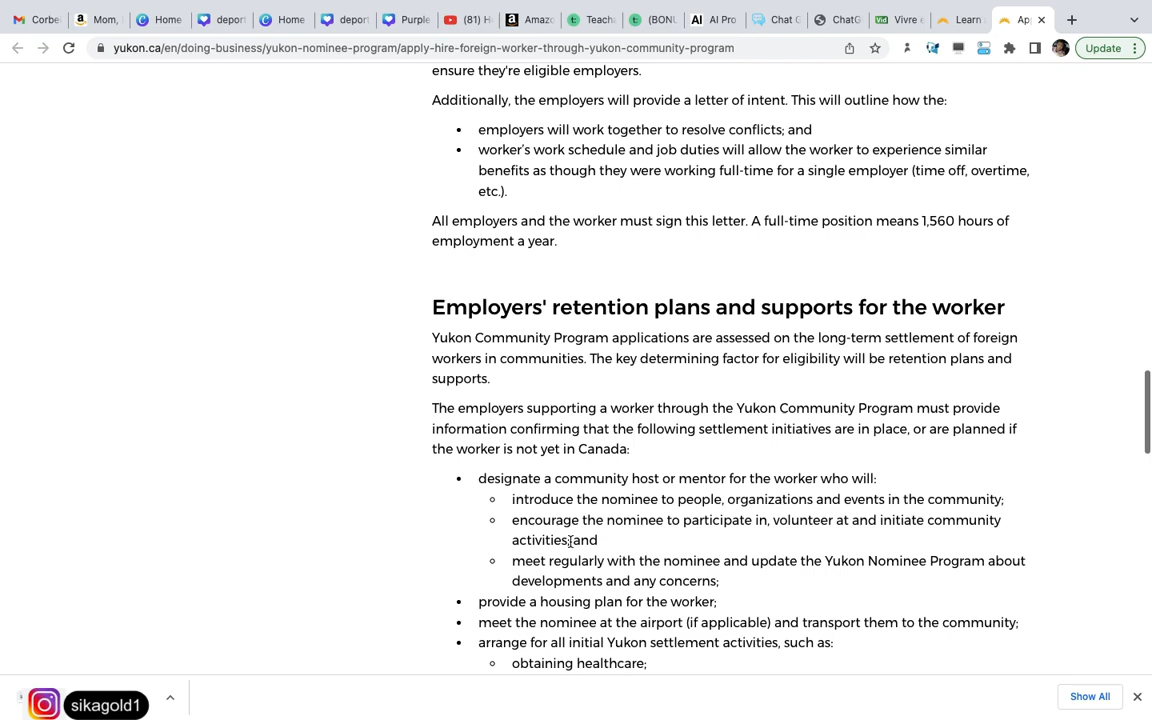 Corbe
Mom,
Home
deport
Home
deport
Purple
(81) H
Amazo
Teach
(BONU
AI Pro
Chat G
ChatG
Vivre e
Learn
Ap
yukon.ca/en/doing-business/yukon-nominee-program/apply-hire-foreign-worker-through-yukon-community-program
Update
ensure they're eligible employers.
Additionally, the employers will provide a letter of intent. This will outline how the:
employers will work together to resolve conflicts; and
worker's work schedule and job duties will allow the worker to experience similar
benefits as though they were working full-time for a single employer (time off, overtime,
etc.).
All employers and the worker must sign this letter. A full-time position means 1,560 hours of
employment a year.
Employers' retention plans and supports for the worker
Yukon Community Program applications are assessed on the long-term settlement of foreign
workers in communities. The key determining factor for eligibility will be retention plans and
supports.
The employers supporting a worker through the Yukon Community Program must provide
information confirming that the following settlement initiatives are in place, or are planned if
the worker is not yet in Canada:
designate a community host or mentor for the worker who will:
introduce the nominee to people, organizations and events in the community;
encourage the nominee to participate in, volunteer at and initiate community
activities; and
meet regularly with the nominee and update the Yukon Nominee Program about
developments and any concerns;
provide a housing plan for the worker;
meet the nominee at the airport (if applicable) and transport them to the community;
arrange for all initial Yukon settlement activities, such as:
obtaining healthcare;
sikagold1
Show All